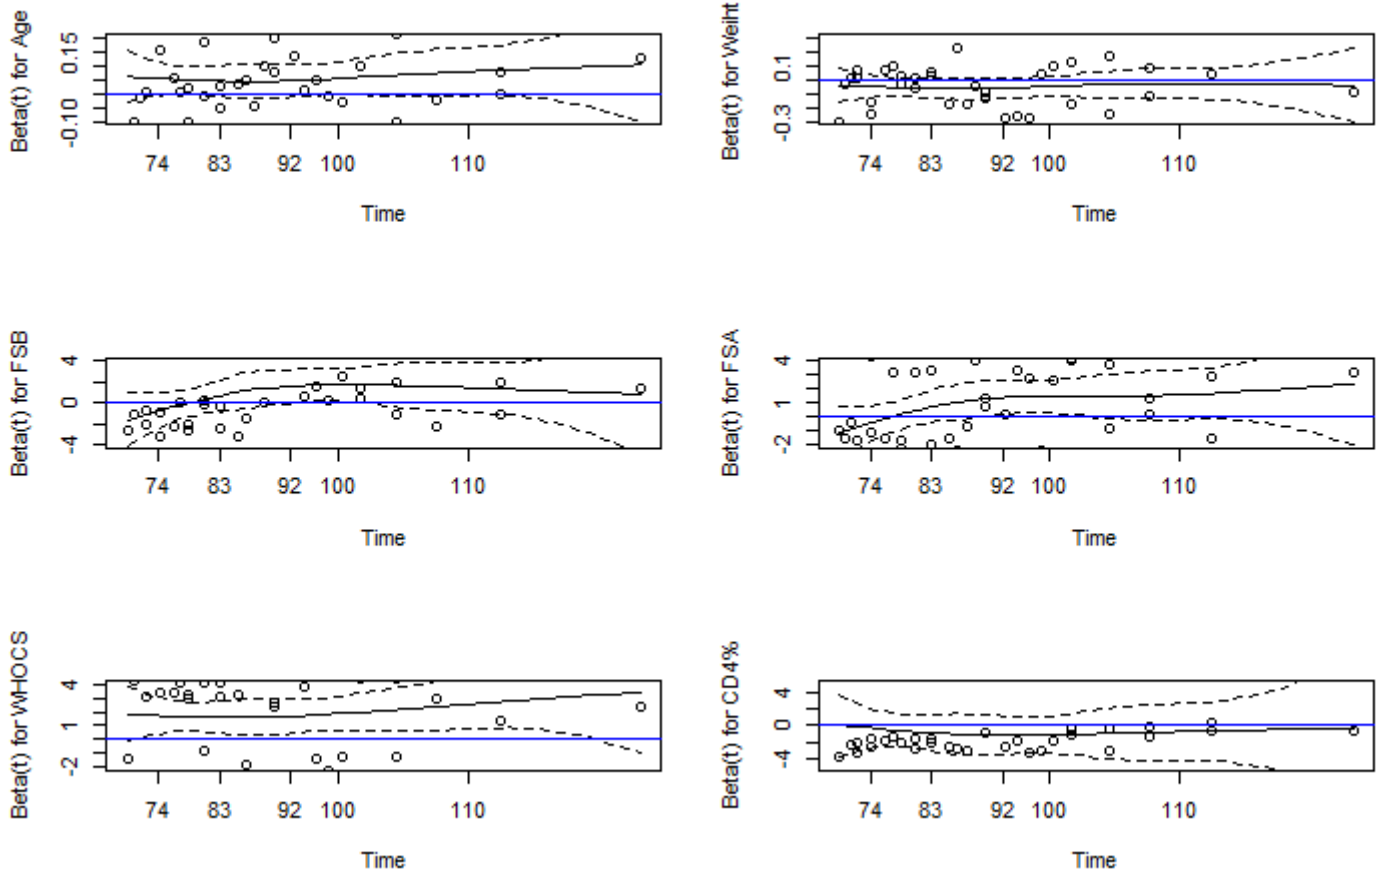 Beta(t) for Age
0.15
-0.10
74 83 92 100 110
Time
Beta(t) for Weiht
0.1
-0.3
74 83 92 100 110
Time
Beta(t) for FSB
4
0
-4
74 83 92 100 110
Time
Beta(t) for FSA
4
1
-2
74 83 92 100 110
Time
Beta(t) for WHOCS
4
1
-2
74 83 92 100 110
Time
Beta(t) for CD4%
4
0
-4
74 83 92 100 110
Time